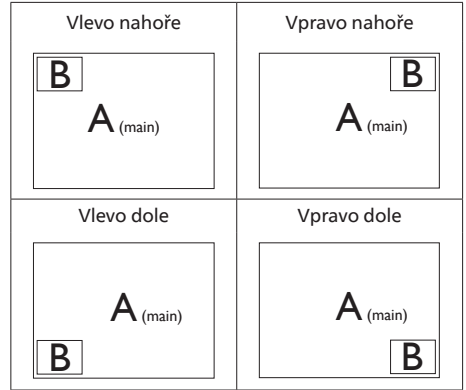 Vlevo nahoře
Vpravo nahoře
B
A (main)
B
A (main)
Vlevo dole
Vpravo dole
A (main)
B
A (main)
B